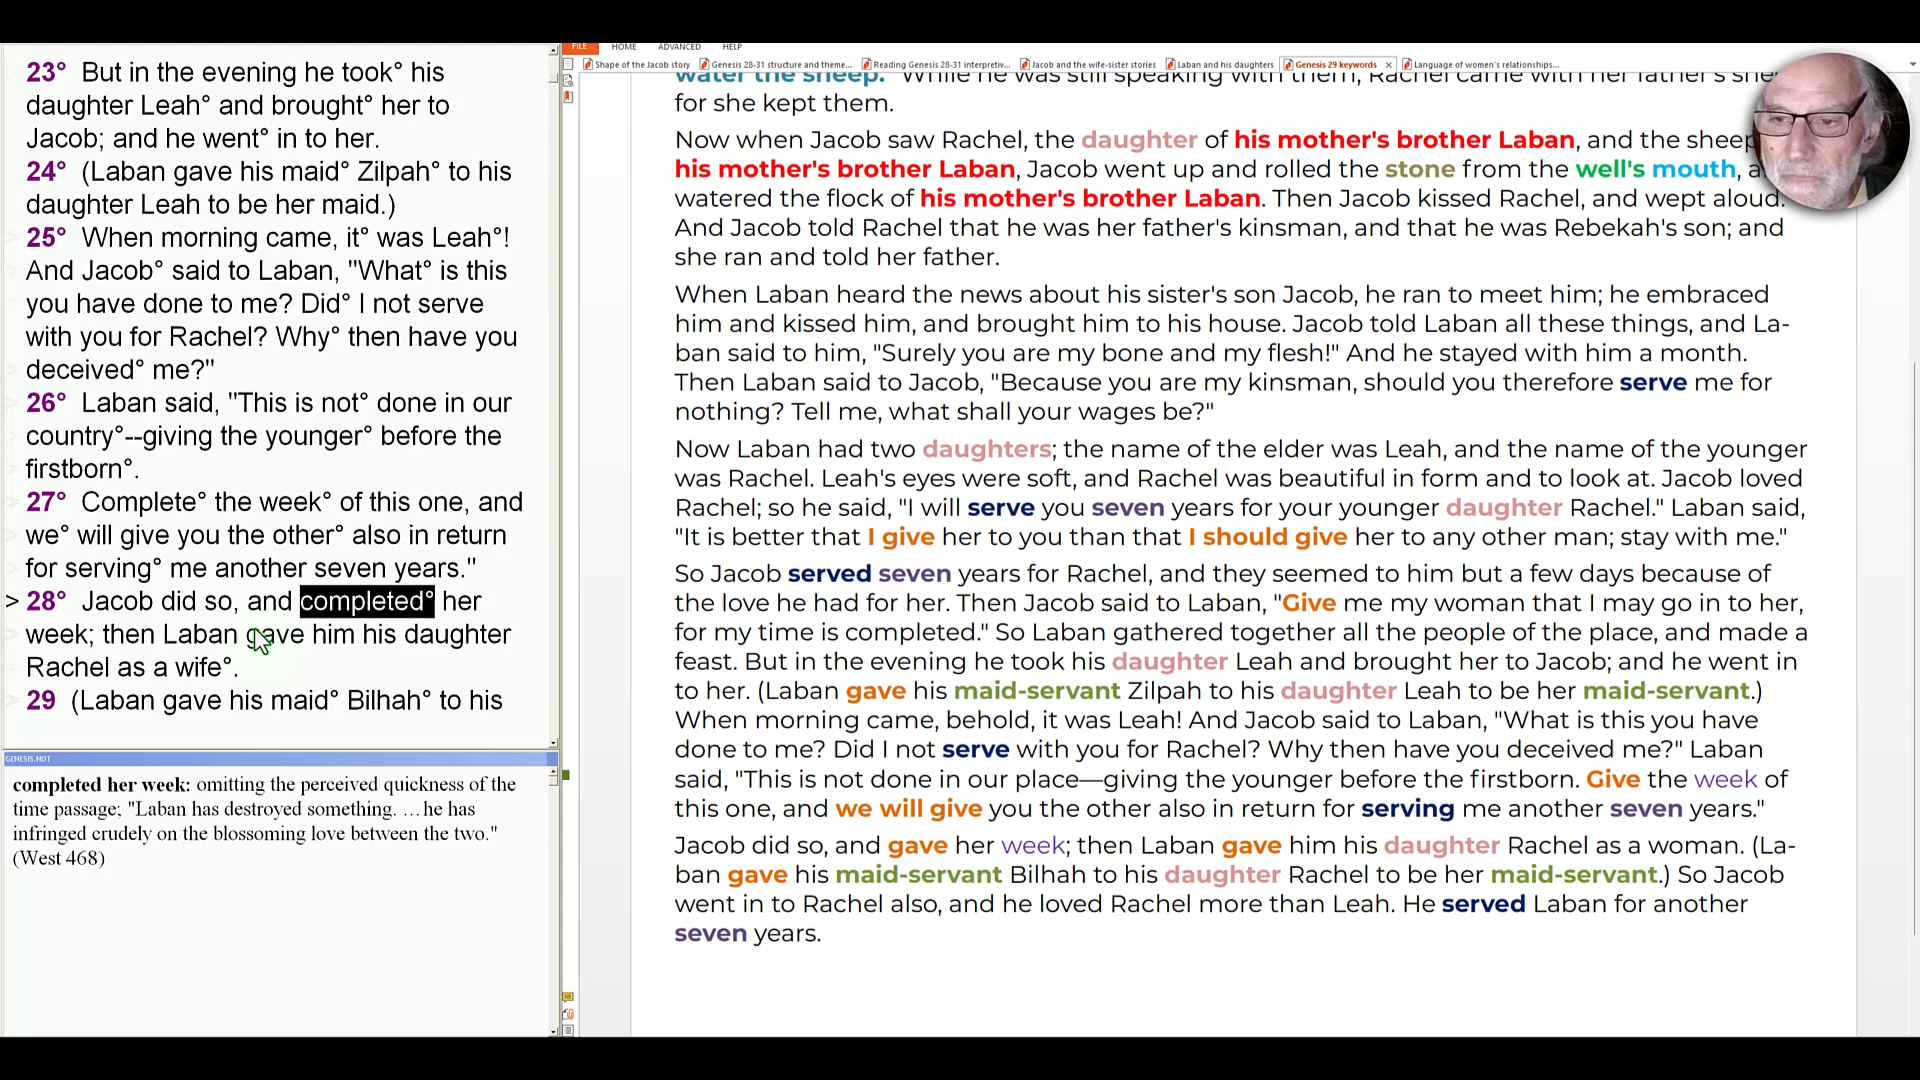 23° But in the evening he took° his
daughter Leah° and brought° her to
Jacob; and he went° in to her.
24° (Laban gave his maid° Zilpah° to his
daughter Leah to be her maid.)
25° When morning came, it° was Leah°!
And Jacob° said to Laban, "What° is this
you have done to me? Did° I not serve
with you for Rachel? Why° then have you
deceived° me?"
26° Laban said, "This is not° done in our
country°--giving the younger° before the
firstborn°.
27° Complete° the week° of this one, and
we° will give you the other° also in return
for serving° me another seven years."
> 28° Jacob did so, and completed° her
week; then Laban gave him his daughter
Rachel as a wife°.
29 (Laban gave his maid° Bilhah° to his
GENESIS.NOT
completed her week: omitting the perceived quickness of the
time passage; "Laban has destroyed something. …he has
infringed crudely on the blossoming love between the two."
(West 468)
FILE HOME ADVANCED HELP
Shape of the Jacob story Genesis 28-31 structure and theme... Reading Genesis 28-31 interpretiv... Jacob and the wife-sister stories Laban and his daughters Genesis 29 keywords × Language of women's relationships...
water the sheep." While he was still speaking with them, Rachel came with her father's
for she kept them.
Now when Jacob saw Rachel, the daughter of his mother's brother Laban, and the sheep
his mother's brother Laban, Jacob went up and rolled the stone from the well's mouth,
watered the flock of his mother's brother Laban. Then Jacob kissed Rachel, and wept aloud.
And Jacob told Rachel that he was her father's kinsman, and that he was Rebekah's son; and
she ran and told her father.
When Laban heard the news about his sister's son Jacob, he ran to meet him; he embraced
him and kissed him, and brought him to his house. Jacob told Laban all these things, and La-
ban said to him, "Surely you are my bone and my flesh!" And he stayed with him a month.
Then Laban said to Jacob, "Because you are my kinsman, should you therefore serve me for
nothing? Tell me, what shall your wages be?"
Now Laban had two daughters; the name of the elder was Leah, and the name of the younger
was Rachel. Leah's eyes were soft, and Rachel was beautiful in form and to look at. Jacob loved
Rachel; so he said, "I will serve you seven years for your younger daughter Rachel." Laban said,
"It is better that I give her to you than that I should give her to any other man; stay with me."
So Jacob served seven years for Rachel, and they seemed to him but a few days because of
the love he had for her. Then Jacob said to Laban, "Give me my woman that I may go in to her,
for my time is completed." So Laban gathered together all the people of the place, and made a
feast. But in the evening he took his daughter Leah and brought her to Jacob; and he went in
to her. (Laban gave his maid-servant Zilpah to his daughter Leah to be her maid-servant.)
When morning came, behold, it was Leah! And Jacob said to Laban, "What is this you have
done to me? Did I not serve with you for Rachel? Why then have you deceived me?" Laban
said, "This is not done in our place—giving the younger before the firstborn. Give the week of
this one, and we will give you the other also in return for serving me another seven years."
Jacob did so, and gave her week; then Laban gave him his daughter Rachel as a woman. (La-
ban gave his maid-servant Bilhah to his daughter Rachel to be her maid-servant.) So Jacob
went in to Rachel also, and he loved Rachel more than Leah. He served Laban for another
seven years.